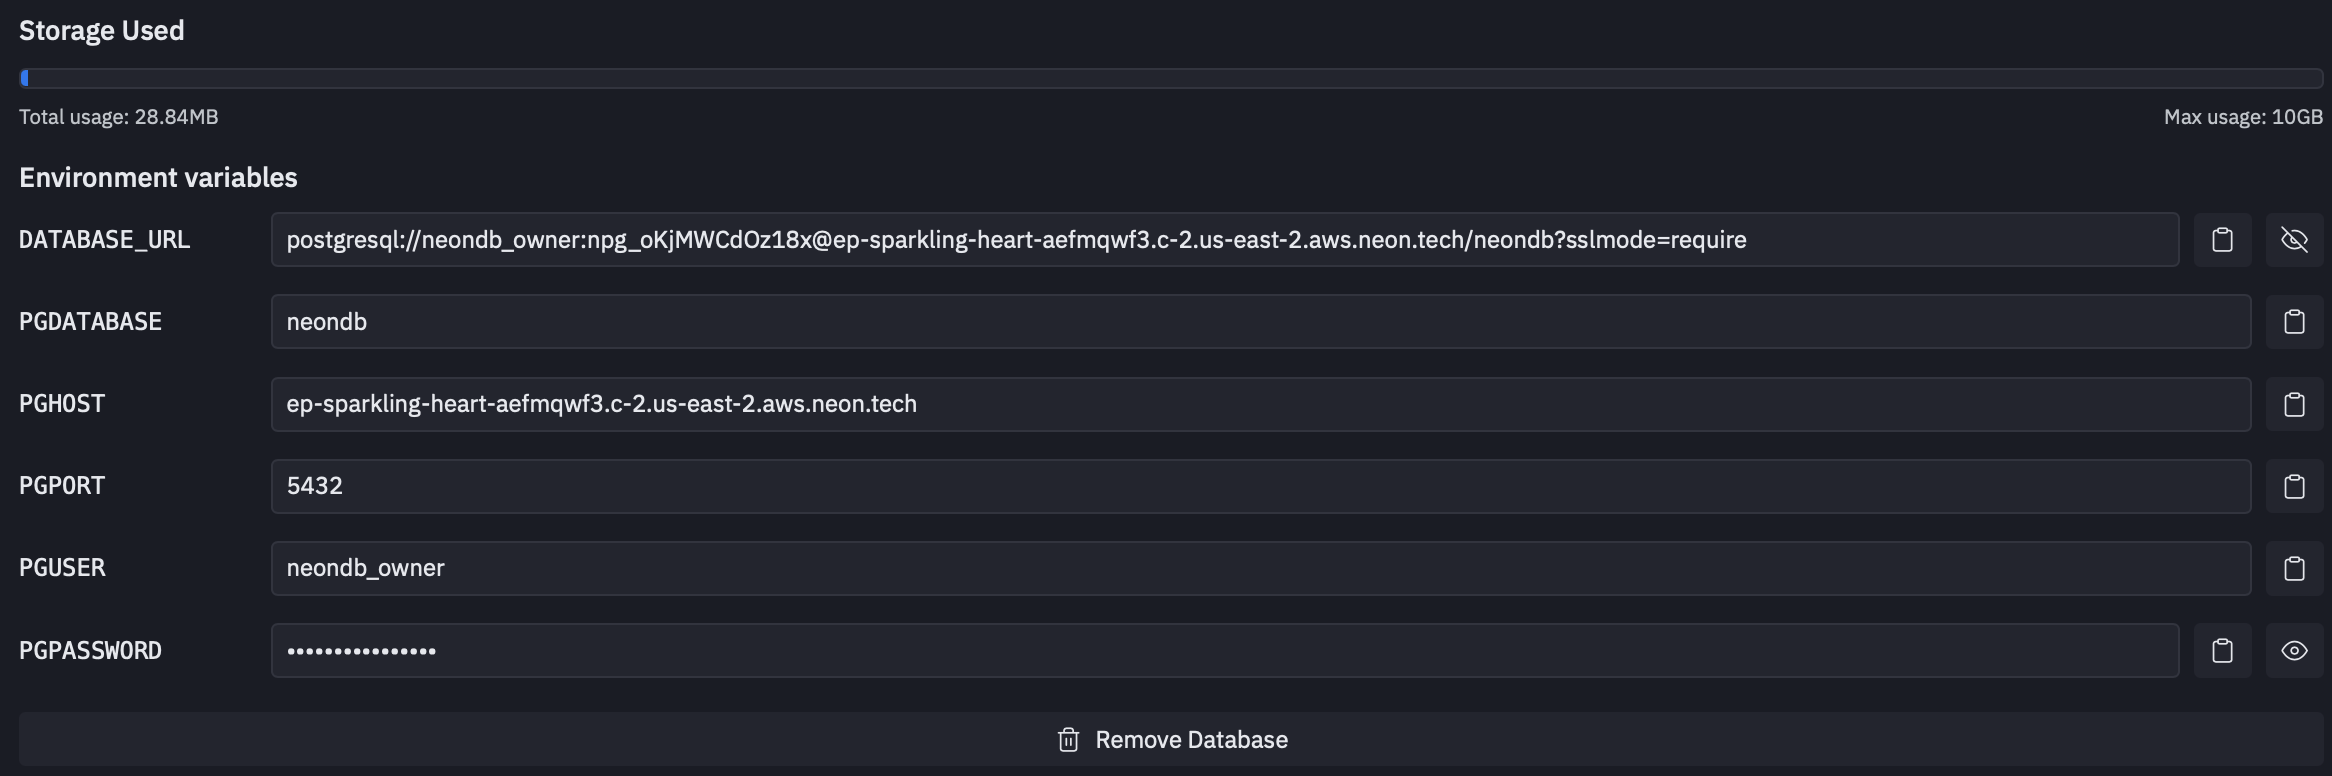 Storage Used
Total usage: 28.84MB
Max usage: 10GB
Environment variables
DATABASE_URL
postgresql://neondb_owner:npg_oKjMWCdOz18x@ep-sparkling-heart-aefmqwf3.c-2.us-east-2.aws.neon.tech/neondb?sslmode=require
PGDATABASE
neondb
PGHOST
ep-sparkling-heart-aefmqwf3.c-2.us-east-2.aws.neon.tech
PGPORT
5432
PGUSER
neondb_owner
PGPASSWORD
••••••••••••••••
Remove Database